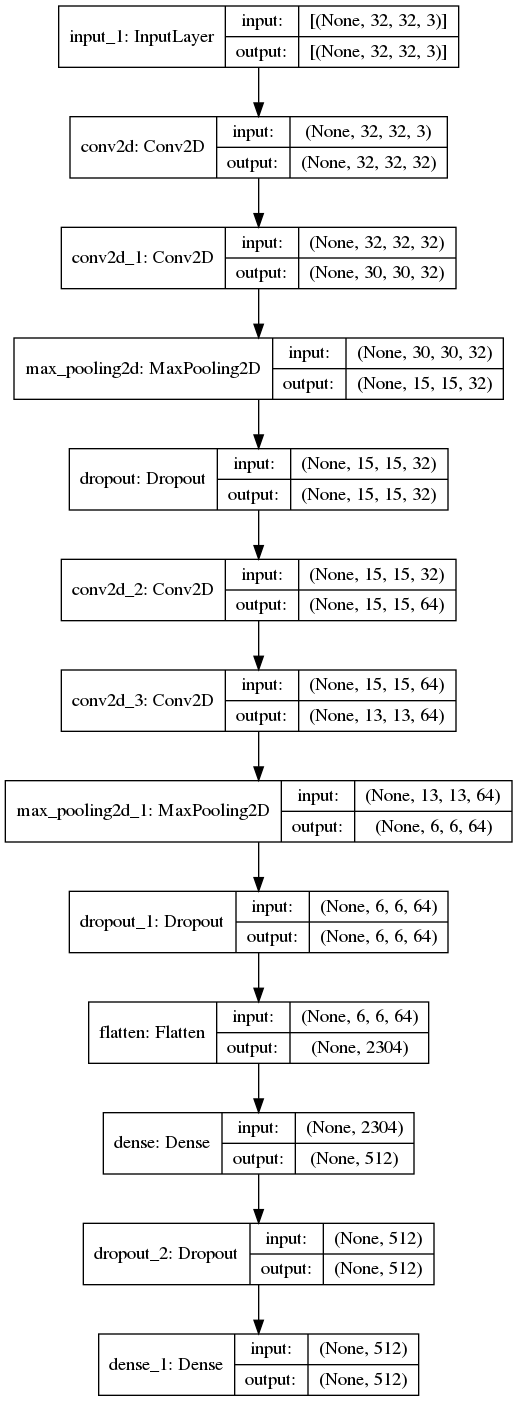 input_1: InputLayer
input: [(None, 32, 32, 3)]
output: [(None, 32, 32, 3)]
conv2d: Conv2D
input: (None, 32, 32, 3)
output: (None, 32, 32, 32)
conv2d_1: Conv2D
input: (None, 32, 32, 32)
output: (None, 30, 30, 32)
max_pooling2d: MaxPooling2D
input: (None, 30, 30, 32)
output: (None, 15, 15, 32)
dropout: Dropout
input: (None, 15, 15, 32)
output: (None, 15, 15, 32)
conv2d_2: Conv2D
input: (None, 15, 15, 32)
output: (None, 15, 15, 64)
conv2d_3: Conv2D
input: (None, 15, 15, 64)
output: (None, 13, 13, 64)
max_pooling2d_1: MaxPooling2D
input: (None, 13, 13, 64)
output: (None, 6, 6, 64)
dropout_1: Dropout
input: (None, 6, 6, 64)
output: (None, 6, 6, 64)
flatten: Flatten
input: (None, 6, 6, 64)
output: (None, 2304)
dense: Dense
input: (None, 2304)
output: (None, 512)
dropout_2: Dropout
input: (None, 512)
output: (None, 512)
dense_1: Dense
input: (None, 512)
output: (None, 512)